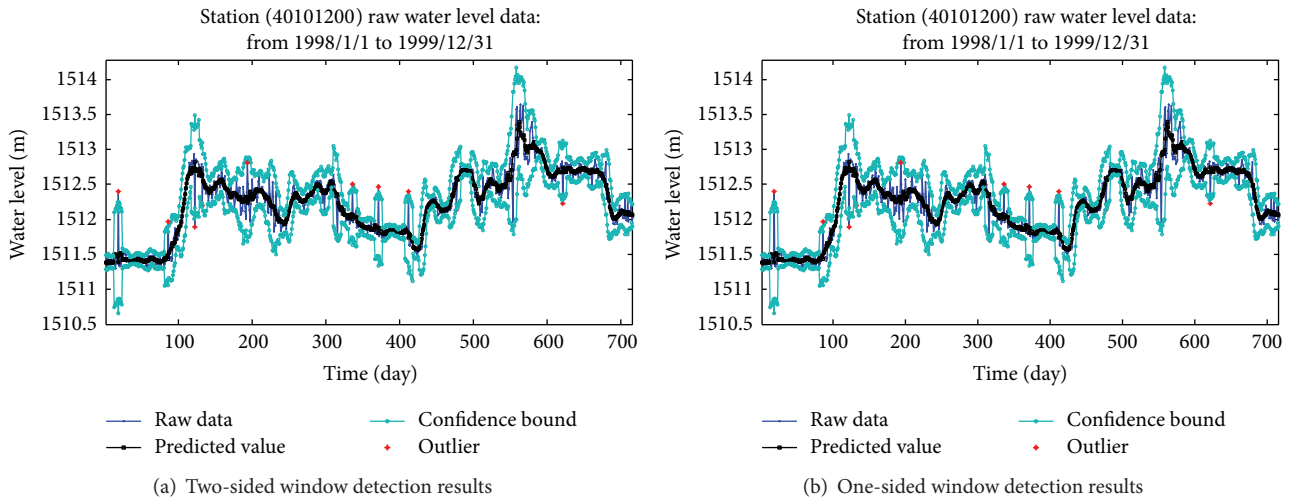 Station (40101200) raw water level data:
from 1998/1/1 to 1999/12/31
1514
1513.5
1513
1512.5
1512
1511.5
1511
1510.5
Water level (m)
100 200 300 400 500 600 700
Time (day)
Raw data
Predicted value
Confidence bound
Outlier
(a) Two-sided window detection results
Station (40101200) raw water level data:
from 1998/1/1 to 1999/12/31
1514
1513.5
1513
1512.5
1512
1511.5
1511
1510.5
Water level (m)
100 200 300 400 500 600 700
Time (day)
Raw data
Predicted value
Confidence bound
Outlier
(b) One-sided window detection results